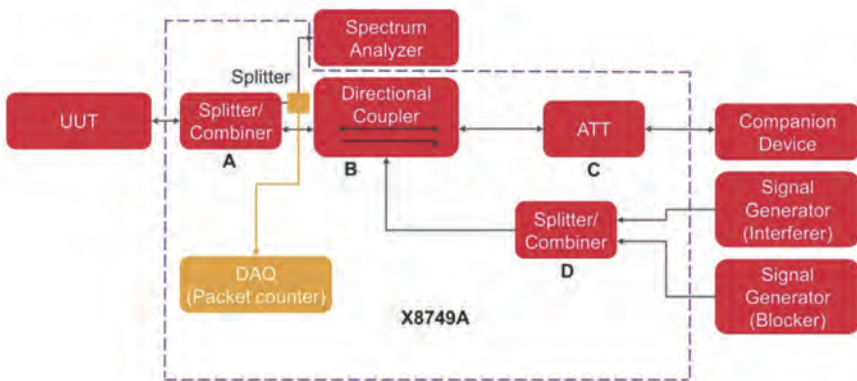 Spectrum
Analyzer
Splitter
UUT
Splitter/
Combiner
A
Directional
Coupler
B
ATT
C
Companion
Device
Signal
Generator
(Interferer)
Splitter/
Combiner
D
DAQ
(Packet counter)
Signal
Generator
(Blocker)
X8749A